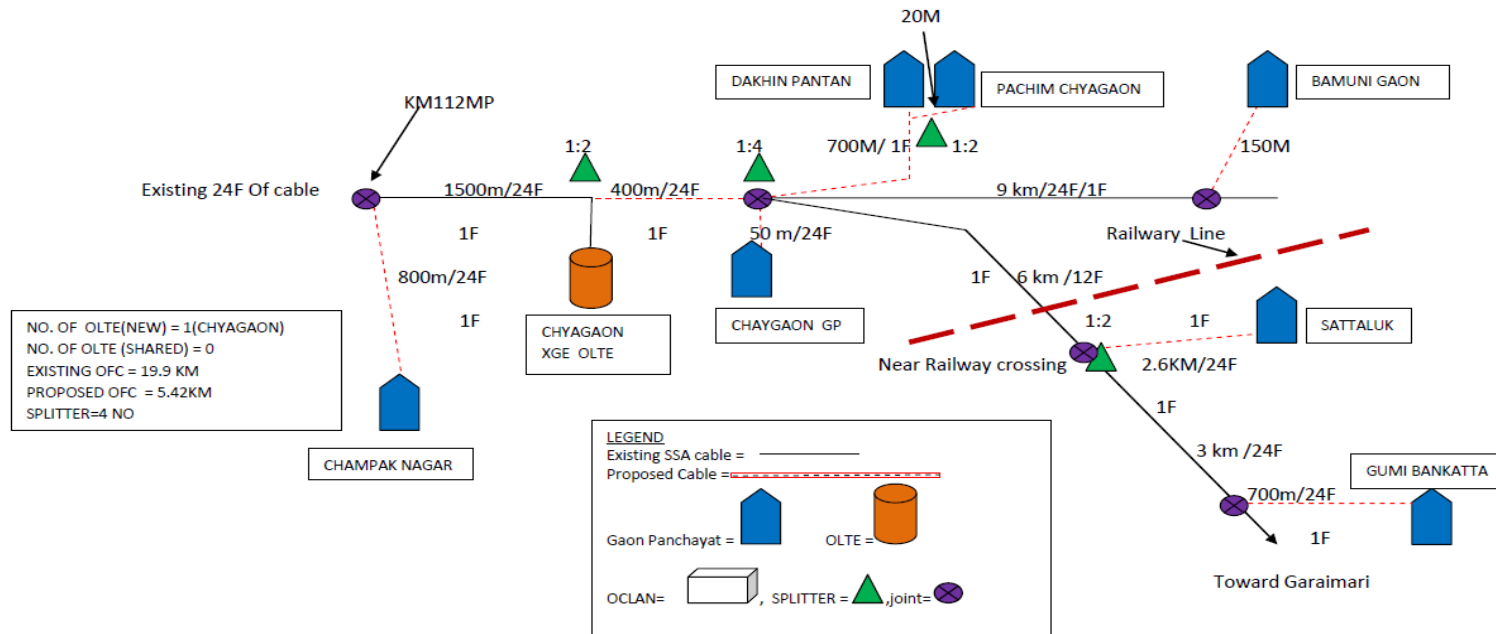 20M
DAKHIN PANTAN
PACHIM CHYAGAON
BAMUNI GAON
KM112MP
1:2
1:4
700M/ 1F
1:2
150M
Existing 24F Of cable
1500m/24F
400m/24F
9 km/24F/1F
1F
1F
50 m/24F
Railwary Line
800m/24F
1F
6 km /12F
1F
CHYAGAON
XGE OLTE
CHAYGAON GP
1:2
1F
SATTALUK
Near Railway crossing
2.6KM/24F
NO. OF OLTE(NEW) = 1(CHYAGAON)
NO. OF OLTE (SHARED) = 0
EXISTING OFC = 19.9 KM
PROPOSED OFC = 5.42KM
SPLITTER=4 NO
1F
CHAMPAK NAGAR
3 km /24F
GUMI BANKATTA
700m/24F
1F
Toward Garaimari
LEGEND
Existing SSA cable =
Proposed Cable=
Gaon Panchayat =
OLTE =
OCLAN=
, SPLITTER =
,joint=